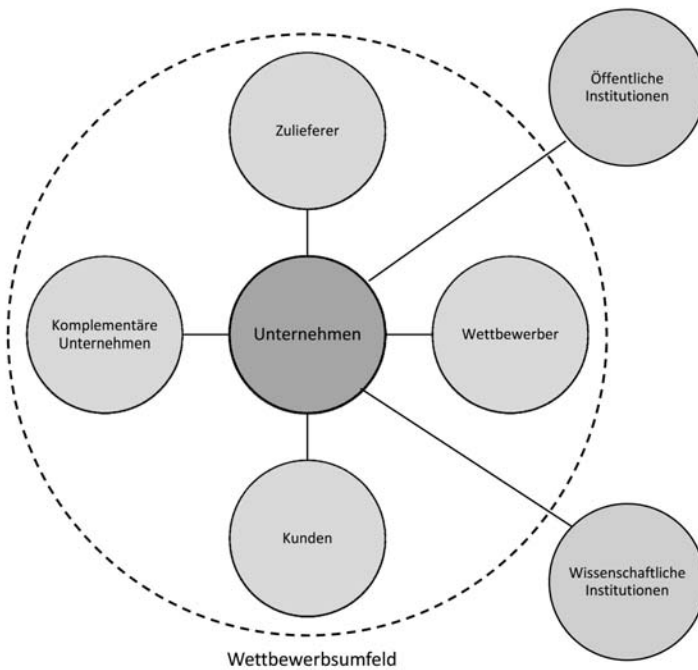 Öffentliche
Institutionen
Zulieferer
Komplementäre
Unternehmen
Unternehmen
Wettbewerber
Kunden
Wissenschaftliche
Institutionen
Wettbewerbsumfeld